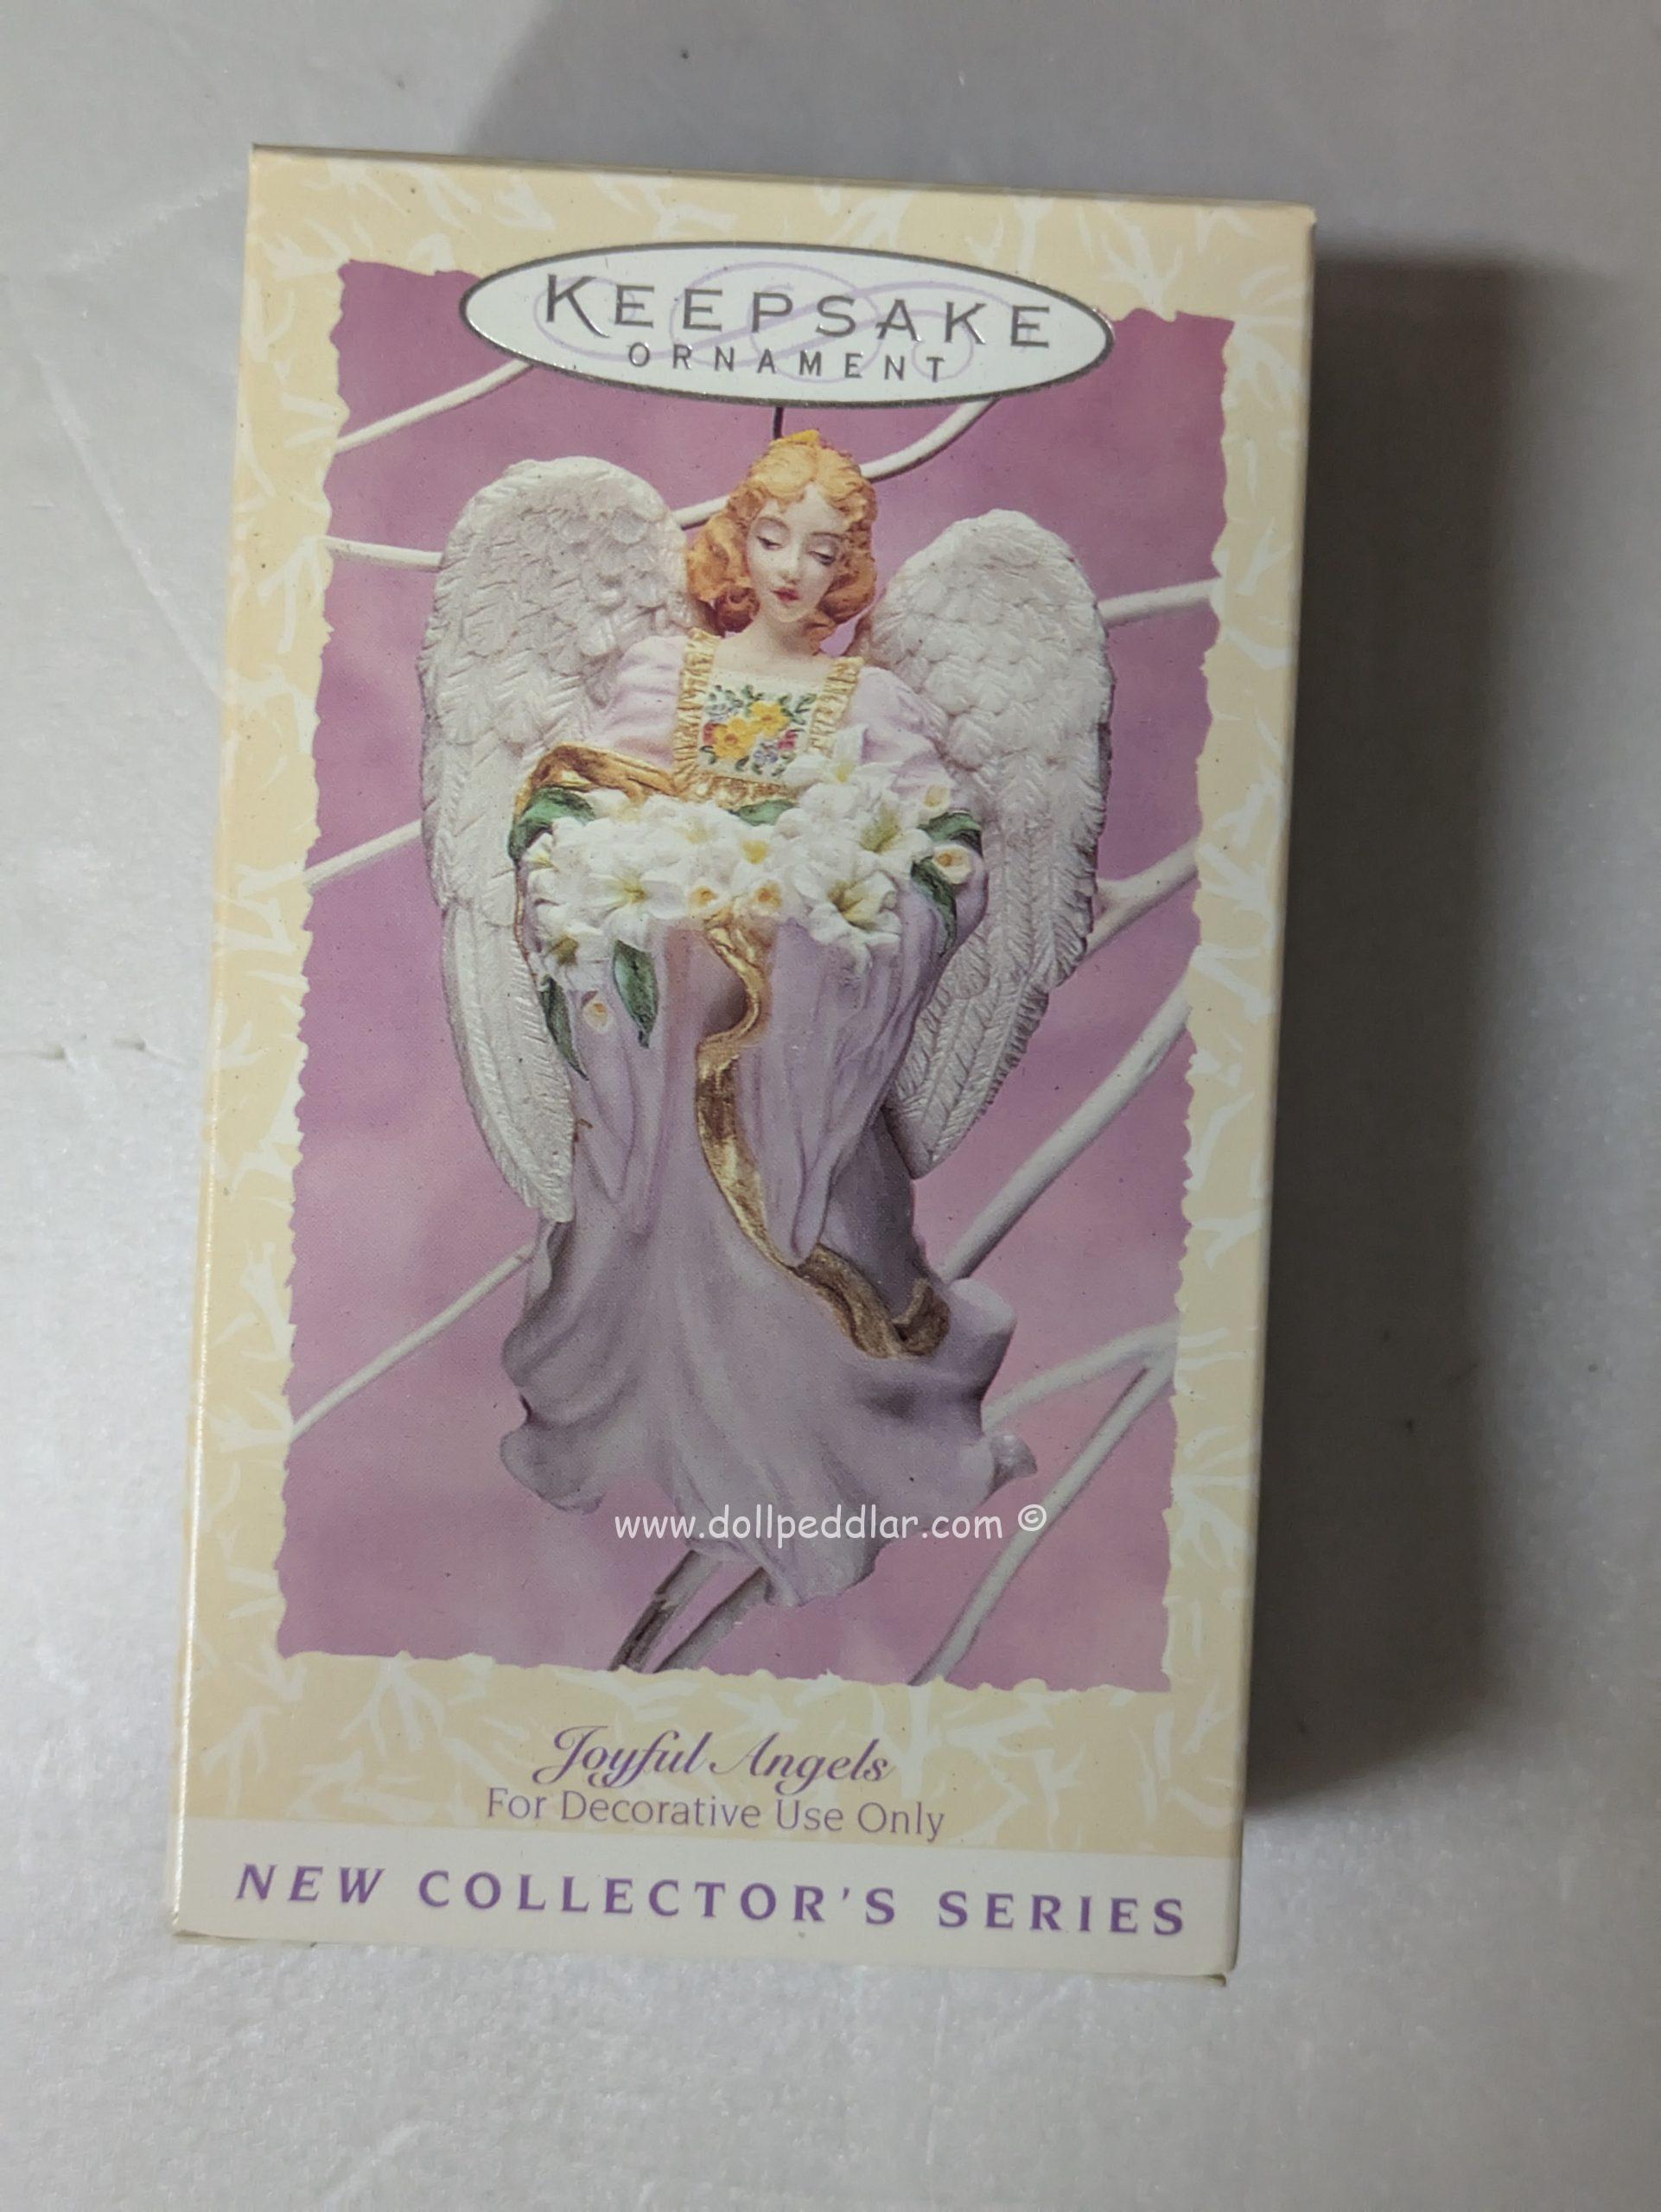 KEEPSAKE
ORNAMENT
www.dollpeddlar.com ©
Joyful Angels
For Decorative Use Only
NEW COLLECTOR'S SERIES